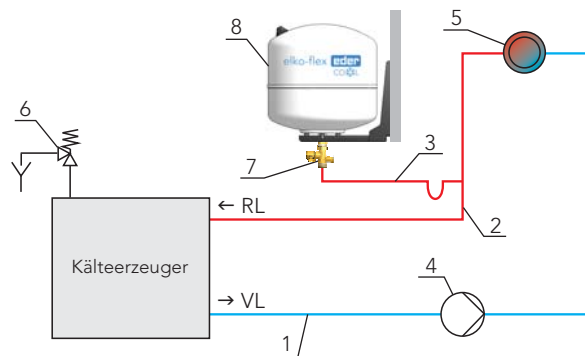 8
5
elko-flex eder
COOL
6
7
3
← RL
2
Kälteerzeuger
→ VL
4
1